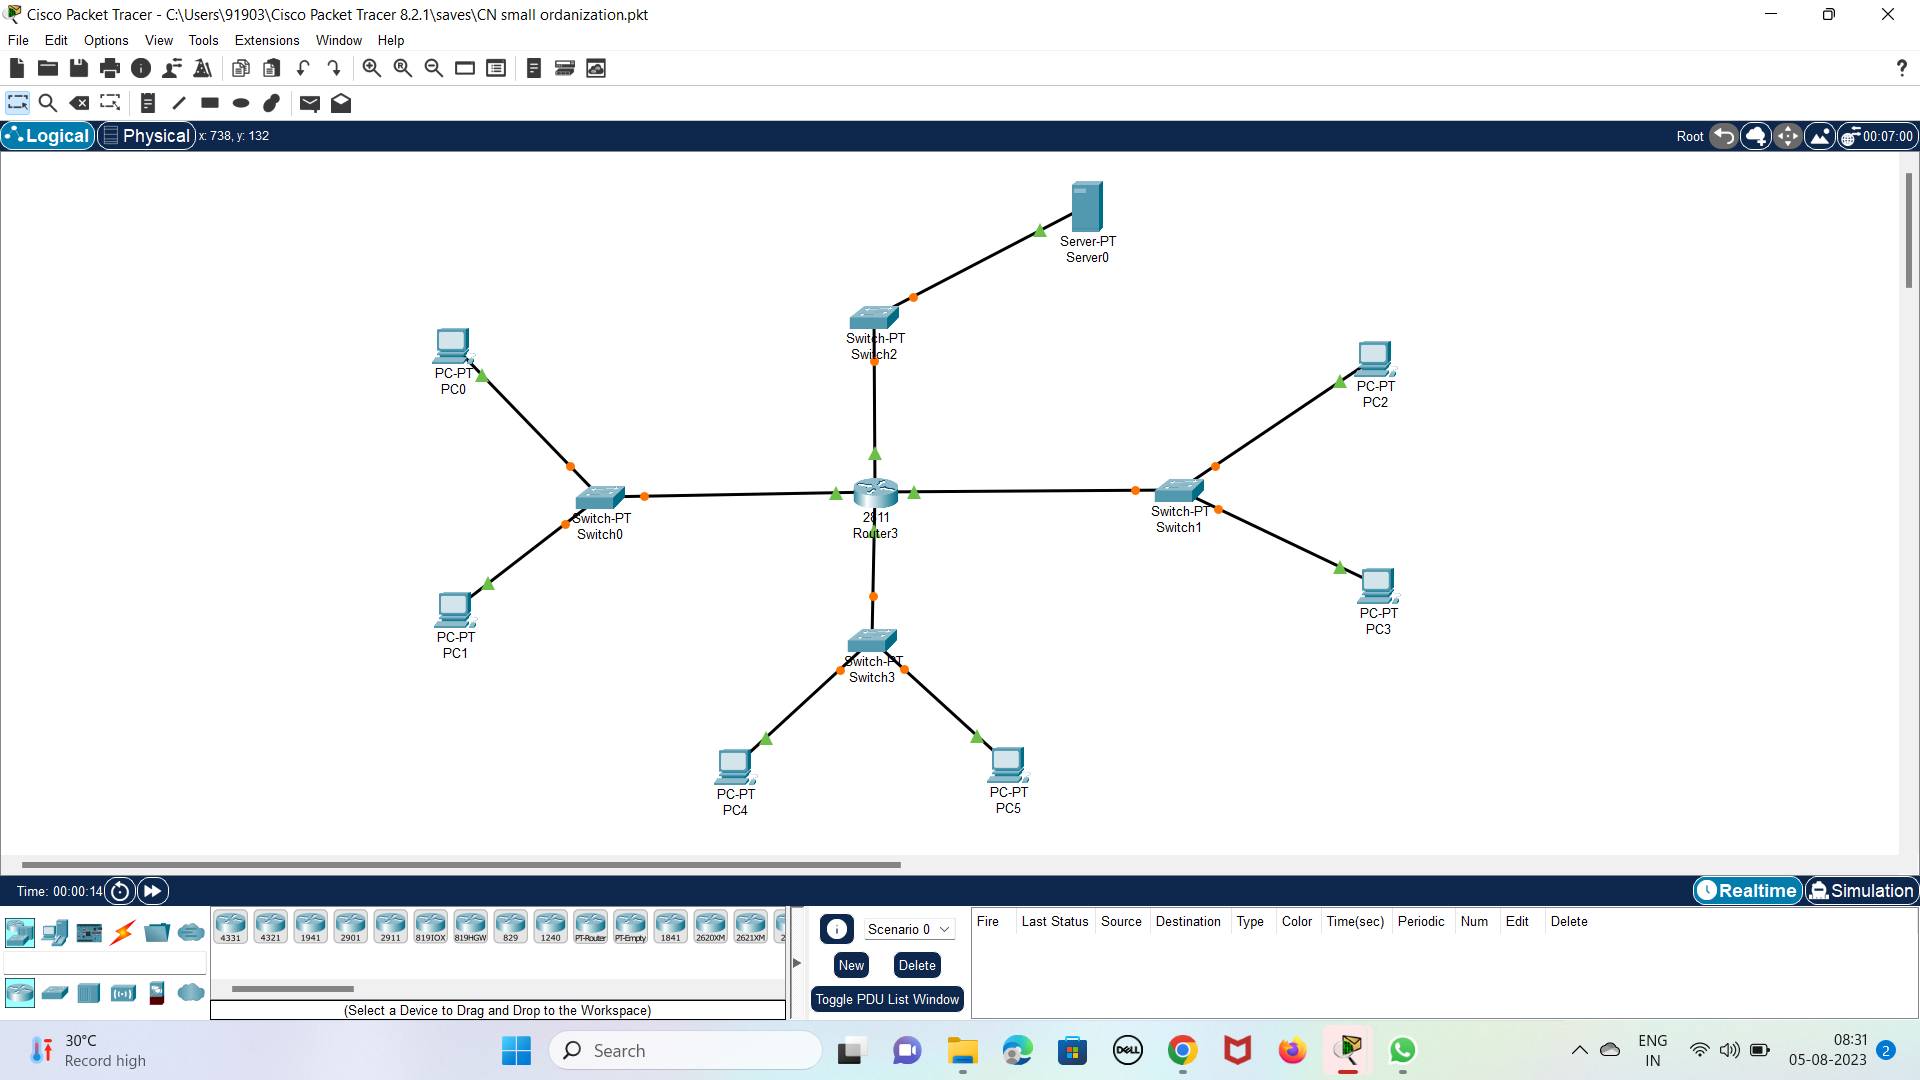 Cisco Packet Tracer - C:\Users\91903\Cisco Packet Tracer 8.2.1\saves\CN small ordanization.pkt
File Edit Options View Tools Extensions Window Help
?
Logical Physical x: 738, y: 132 Root 00:07:00
Server-PT
Server0
Switch-PT
Switch2
PC-PT
PC0
PC-PT
PC2
Switch-PT
Switch0
2811
Router3
Switch-PT
Switch1
PC-PT
PC3
PC-PT
PC1
Switch-PT
Switch3
PC-PT
PC4
PC-PT
PC5
Time: 00:00:14 Realtime Simulation
4331 4321 1941 2901 2911 819IOX 819HGW 829 1240 PT-Router PT-Empty 1841 2620XM 2621XM 2
(Select a Device to Drag and Drop to the Workspace)
Scenario 0
New Delete
Toggle PDU List Window
Fire Last Status Source Destination Type Color Time(sec) Periodic Num Edit Delete
30°C
Record high
Search
DELL
ENG
IN
08:31
05-08-2023
2